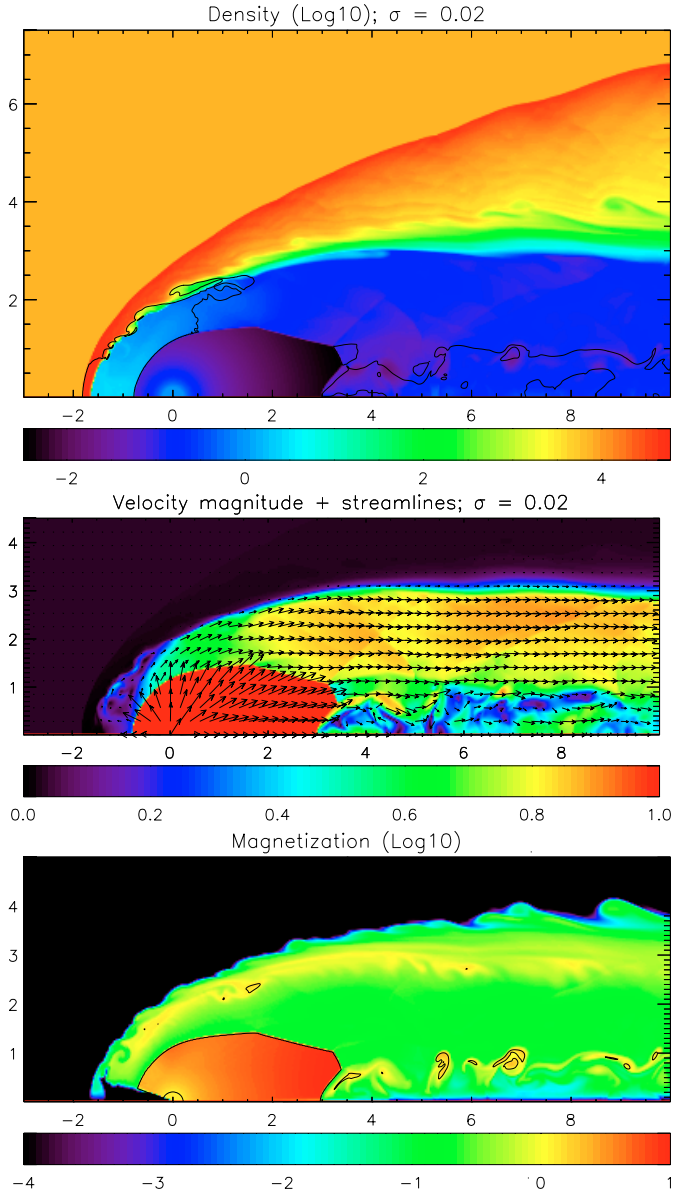 Density (Log10); σ = 0.02
6
4
2
−2 0 2 4 6 8
−2 0 2 4
Velocity magnitude + streamlines; σ = 0.02
4
3
2
1
−2 0 2 4 6 8
0.0 0.2 0.4 0.6 0.8 1.0
Magnetization (Log10)
4
3
2
1
−2 0 2 4 6 8
−4 −3 −2 −1 0 1